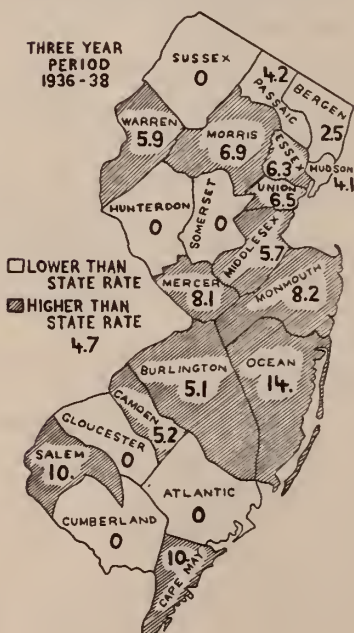 THREE YEAR
PERIOD
1936-38
SUSSEX
0
4.2
PASSAIC
BERGEN
2.5
WARREN
5.9
MORRIS
6.9
ESSEX
6.3
HUDSON
4.1
UNION
6.5
HUNTERDON
0
SOMERSET
0
MIDDLESEX
5.7
LOWER THAN
STATE RATE
MERCER
8.1
MONMOUTH
8.2
HIGHER THAN
STATE RATE
4.7
BURLINGTON
5.1
OCEAN
14.
CAMDEN
5.2
GLOUCESTER
0
SALEM
10.
ATLANTIC
0
CUMBERLAND
0
10.
CAPE MAY